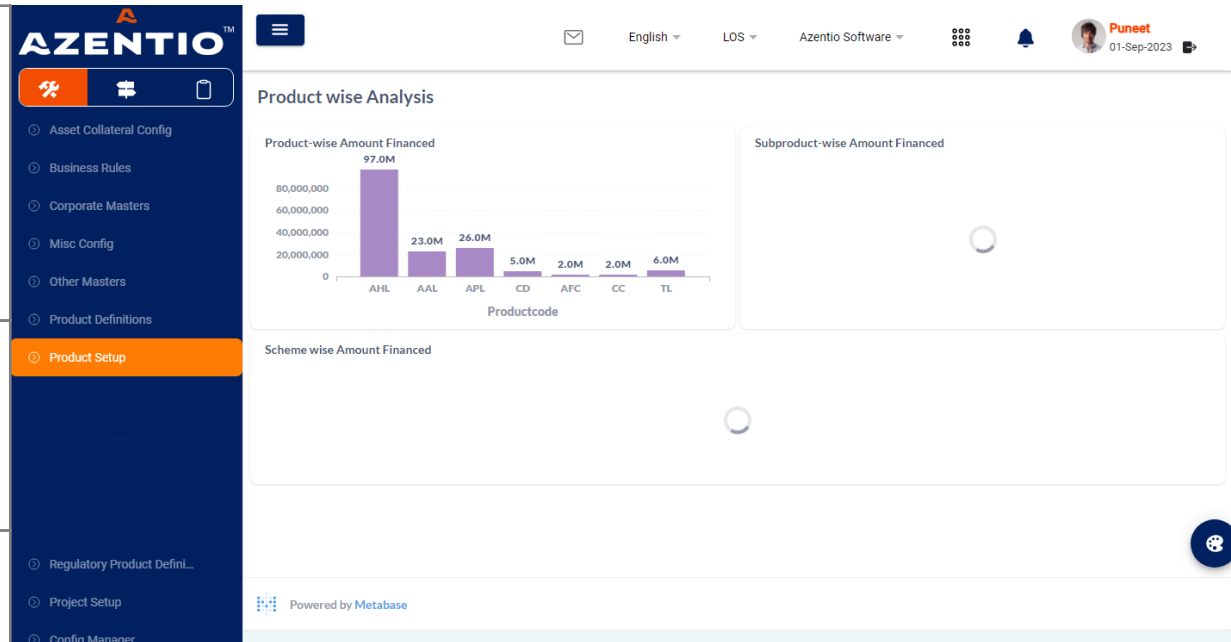 AZENTIO™
English
LOS
Azentio Software
Puneet
01-Sep-2023
Asset Collateral Config
Business Rules
Corporate Masters
Misc Config
Other Masters
Product Definitions
Product Setup
Regulatory Product Defini...
Project Setup
Config Manager
Product wise Analysis
Product-wise Amount Financed
97.0M
80,000,000
60,000,000
40,000,000
20,000,000
0
23.0M
26.0M
5.0M
2.0M
2.0M
6.0M
AHL AAL APL CD AFC CC TL
Productcode
Subproduct-wise Amount Financed
Scheme wise Amount Financed
Powered by Metabase